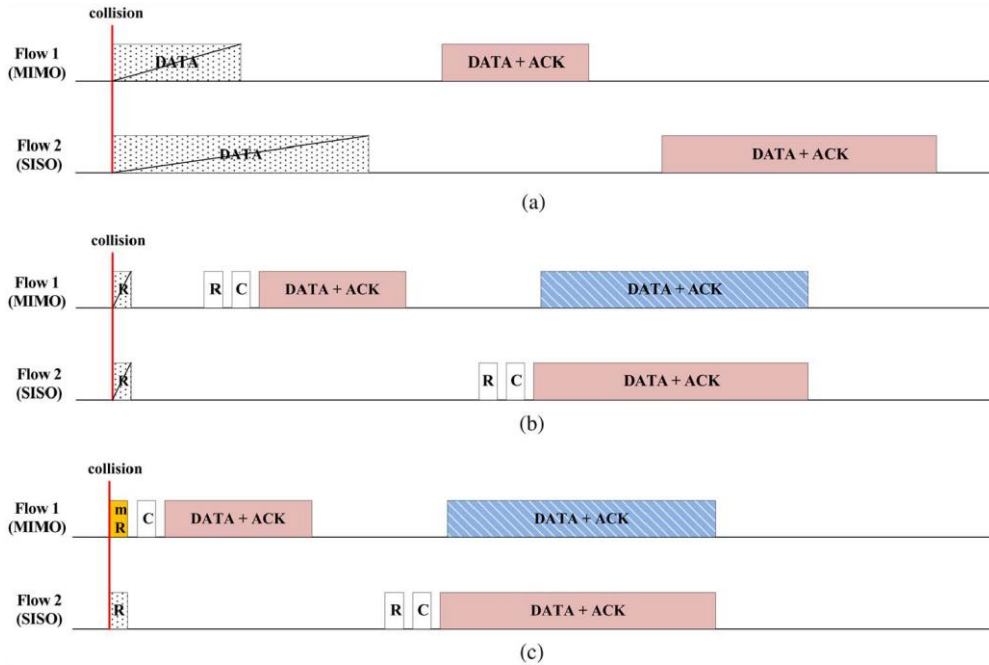 collision
Flow 1
(MIMO)
DATA
DATA + ACK
Flow 2
(SISO)
DATA
DATA + ACK
(a)
collision
Flow 1
(MIMO)
R
R
C
DATA + ACK
DATA + ACK
Flow 2
(SISO)
R
R
C
DATA + ACK
(b)
collision
Flow 1
(MIMO)
m
R
C
DATA + ACK
DATA + ACK
Flow 2
(SISO)
R
R
C
DATA + ACK
(c)